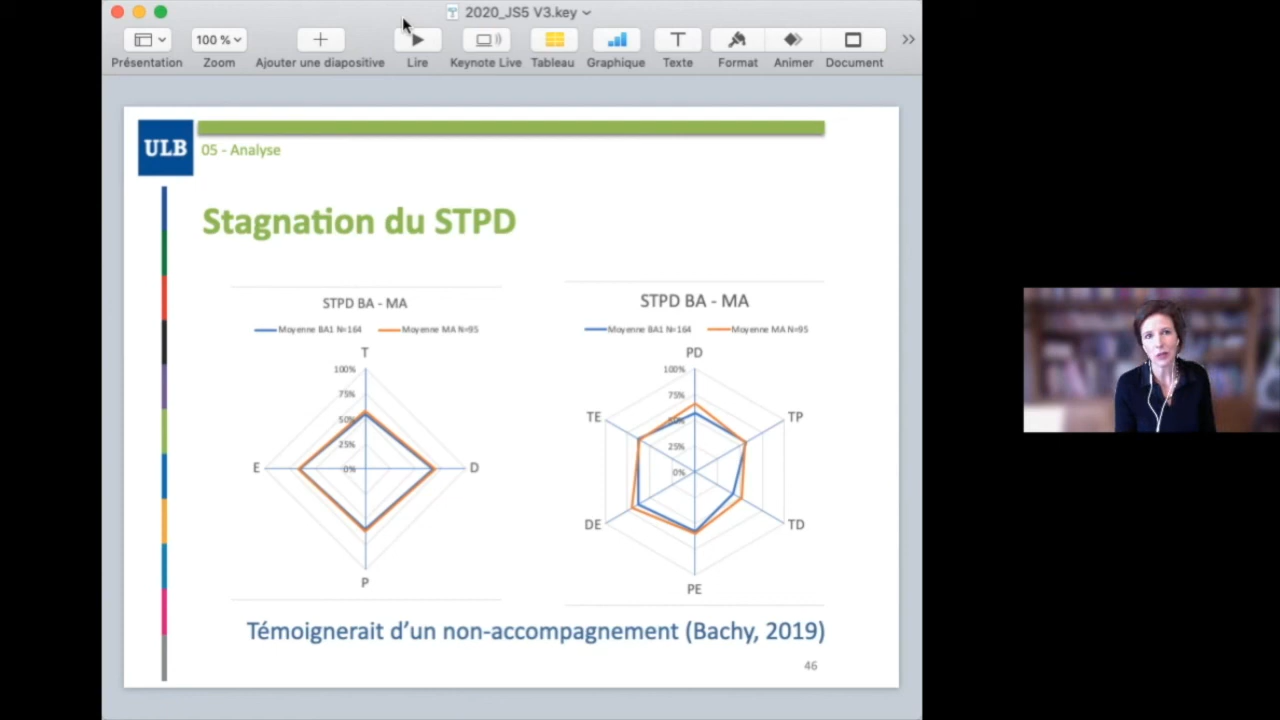 2020_JS5 V3.key
100 %
Présentation Zoom Ajouter une diapositive Lire Keynote Live Tableau Graphique Texte Format Animer Document
ULB
05 - Analyse
Stagnation du STPD
STPD BA - MA
Moyenne BA1 N=164 Moyenne MA N=95
T
100%
75%
50%
25%
0%
E
D
P
STPD BA - MA
Moyenne BA1 N=164 Moyenne MA N=95
PD
100%
75%
50%
25%
0%
TE
TP
DE
TD
PE
Témoignerait d'un non-accompagnement (Bachy, 2019)
46